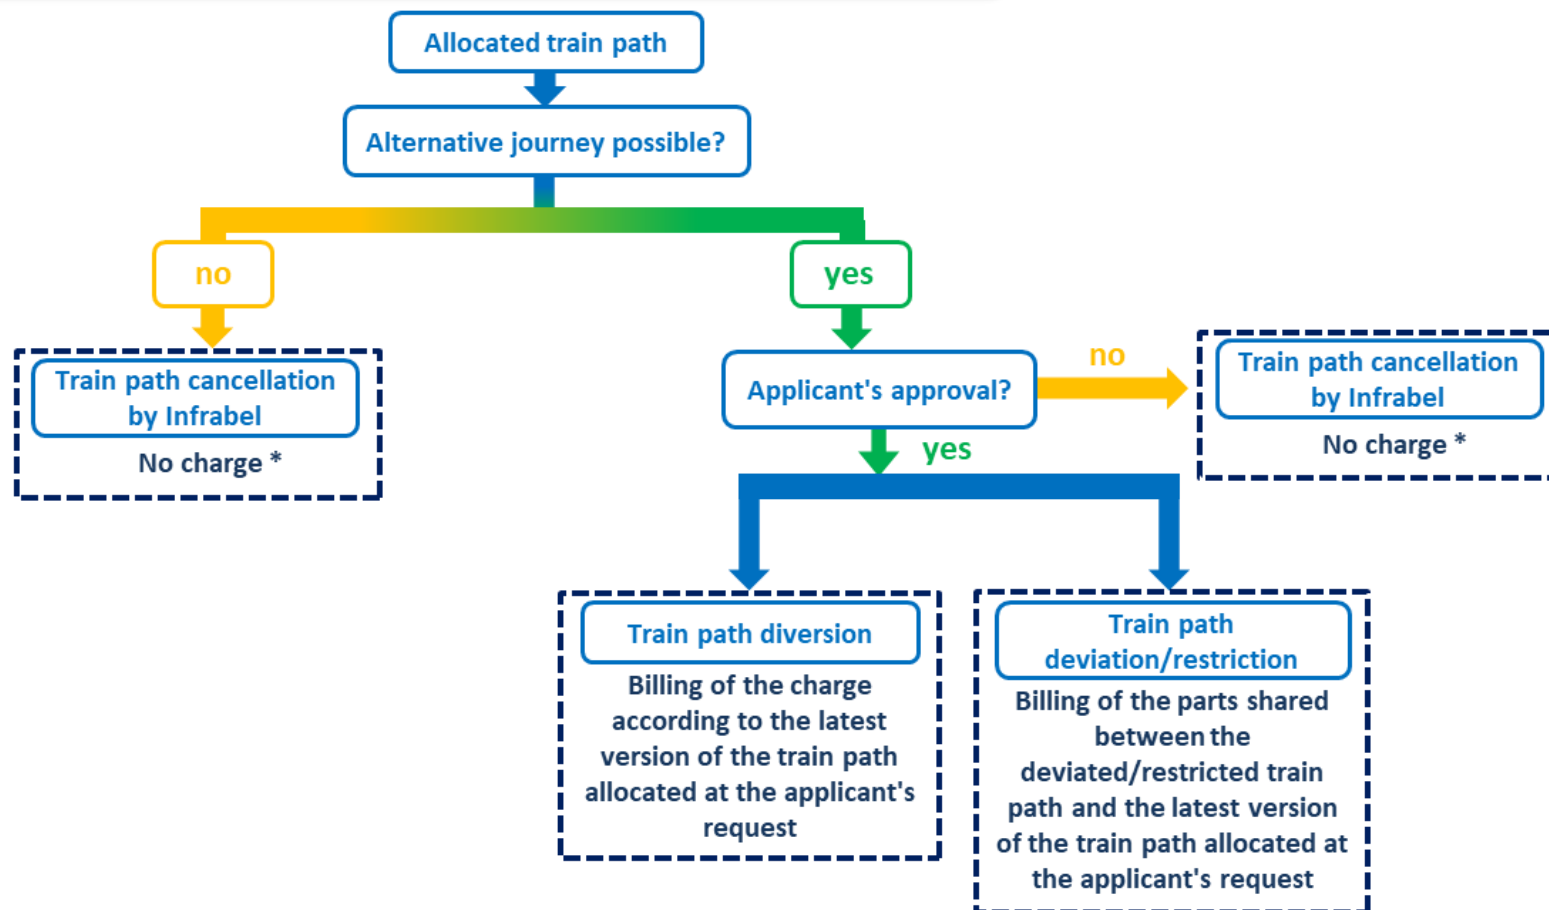 Allocated train path
Alternative journey possible?
no
yes
Train path cancellation
by Infrabel
No charge *
Applicant's approval?
no
Train path cancellation
by Infrabel
No charge *
yes
Train path diversion
Billing of the charge
according to the latest
version of the train path
allocated at the applicant's
request
Train path
deviation/restriction
Billing of the parts shared
between the
deviated/restricted train
path and the latest version
of the train path allocated at
the applicant's request